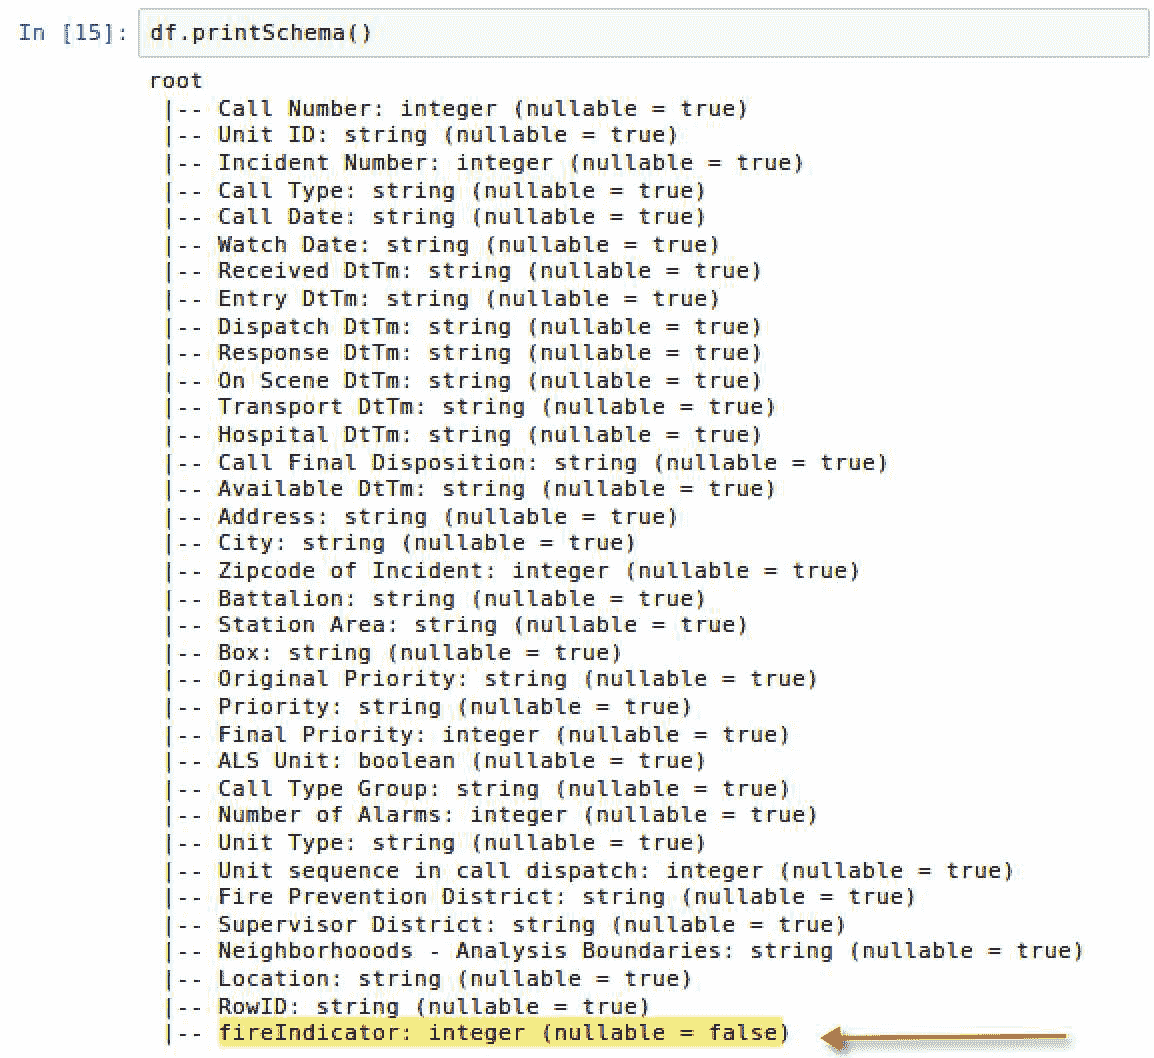 In [15]: df.printSchema()
root
|-- Call Number: integer (nullable = true)
|-- Unit ID: string (nullable = true)
|-- Incident Number: integer (nullable = true)
|-- Call Type: string (nullable = true)
|-- Call Date: string (nullable = true)
|-- Watch Date: string (nullable = true)
|-- Received DtTm: string (nullable = true)
|-- Entry DtTm: string (nullable = true)
|-- Dispatch DtTm: string (nullable = true)
|-- Response DtTm: string (nullable = true)
|-- On Scene DtTm: string (nullable = true)
|-- Transport DtTm: string (nullable = true)
|-- Hospital DtTm: string (nullable = true)
|-- Call Final Disposition: string (nullable = true)
|-- Available DtTm: string (nullable = true)
|-- Address: string (nullable = true)
|-- City: string (nullable = true)
|-- Zipcode of Incident: integer (nullable = true)
|-- Battalion: string (nullable = true)
|-- Station Area: string (nullable = true)
|-- Box: string (nullable = true)
|-- Original Priority: string (nullable = true)
|-- Priority: string (nullable = true)
|-- Final Priority: integer (nullable = true)
|-- ALS Unit: boolean (nullable = true)
|-- Call Type Group: string (nullable = true)
|-- Number of Alarms: integer (nullable = true)
|-- Unit Type: string (nullable = true)
|-- Unit sequence in call dispatch: integer (nullable = true)
|-- Fire Prevention District: string (nullable = true)
|-- Supervisor District: string (nullable = true)
|-- Neighborhooods - Analysis Boundaries: string (nullable = true)
|-- Location: string (nullable = true)
|-- RowID: string (nullable = true)
|-- fireIndicator: integer (nullable = false)